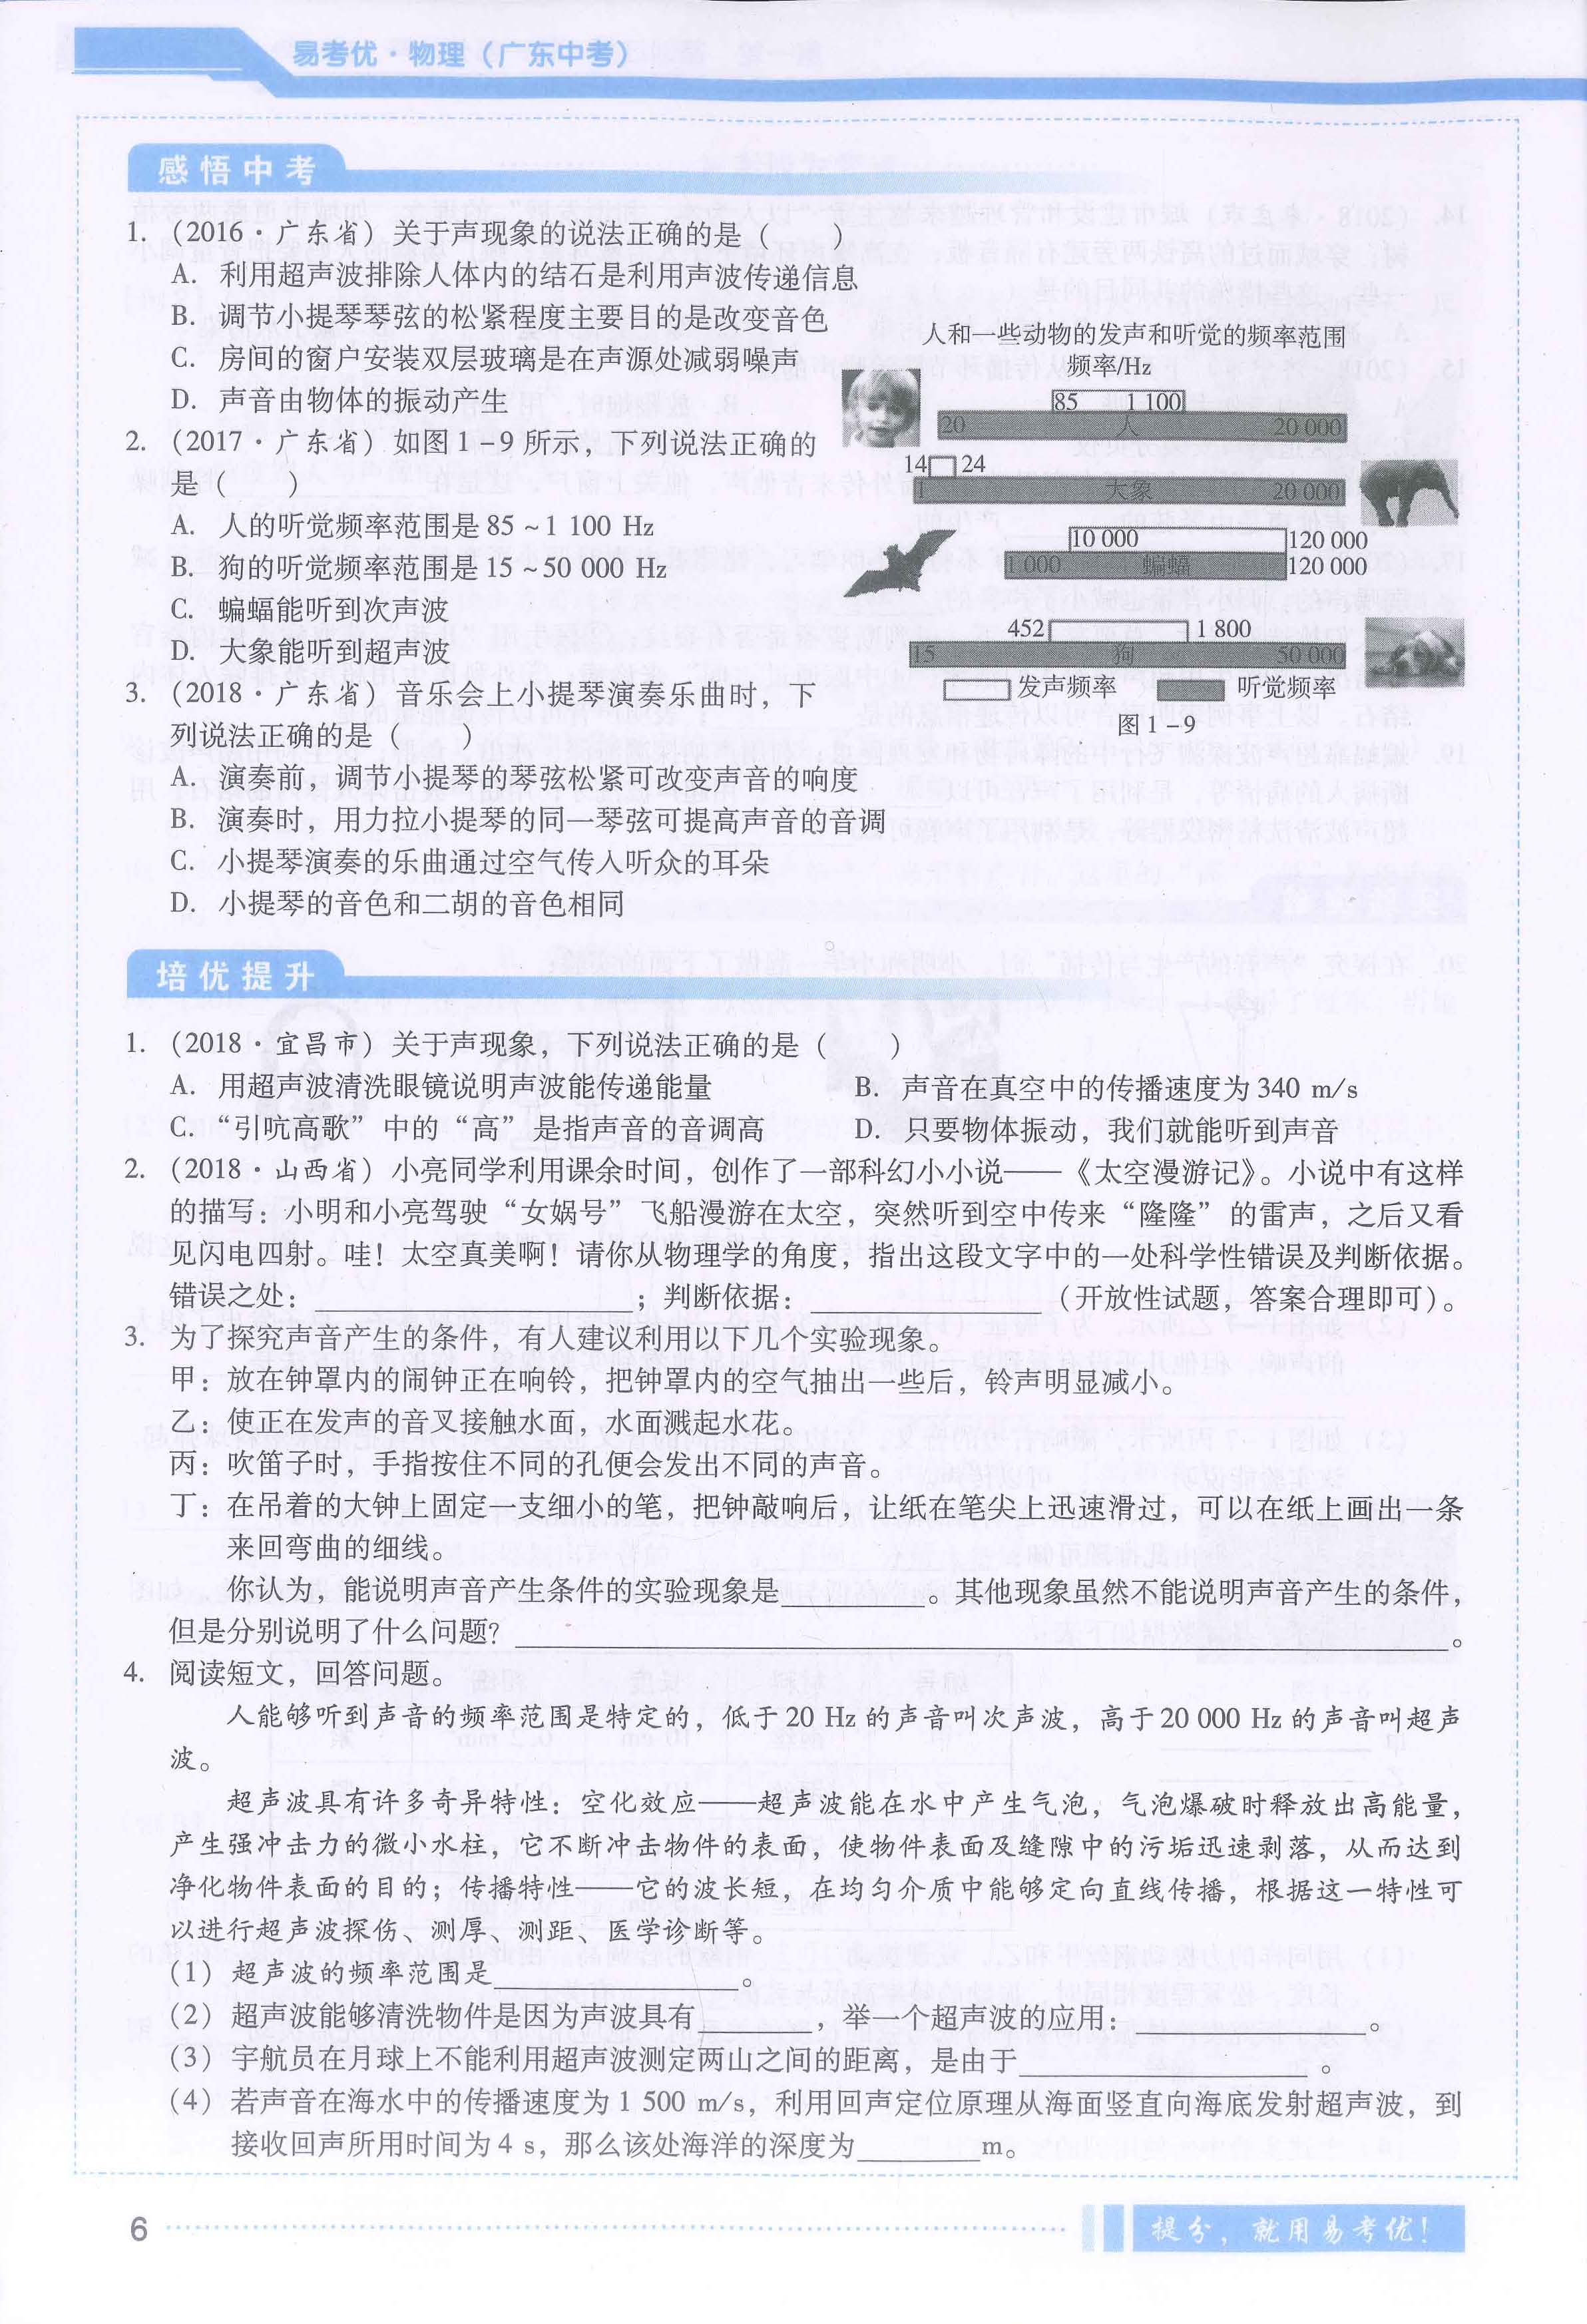 易考优·物理（广东中考）
感悟中考
1. （2016·广东省）关于声现象的说法正确的是（　　）
A. 利用超声波排除人体内的结石是利用声波传递信息
B. 调节小提琴琴弦的松紧程度主要目的是改变音色
C. 房间的窗户安装双层玻璃是在声源处减弱噪声
D. 声音由物体的振动产生
2. （2017·广东省）如图1-9所示，下列说法正确的
是（　　）
A. 人的听觉频率范围是85~1 100 Hz
B. 狗的听觉频率范围是15~50 000 Hz
C. 蝙蝠能听到次声波
D. 大象能听到超声波
人和一些动物的发声和听觉的频率范围
频率/Hz
85 1 100
20 人 20 000
14 24
1 大象 20 000
10 000 120 000
1 000 蝙蝠 120 000
452 1 800
15 狗 50 000
发声频率 听觉频率
图1-9
3. （2018·广东省）音乐会上小提琴演奏乐曲时，下
列说法正确的是（　　）
A. 演奏前，调节小提琴的琴弦松紧可改变声音的响度
B. 演奏时，用力拉小提琴的同一琴弦可提高声音的音调
C. 小提琴演奏的乐曲通过空气传入听众的耳朵
D. 小提琴的音色和二胡的音色相同
培优提升
1. （2018·宜昌市）关于声现象，下列说法正确的是（　　）
A. 用超声波清洗眼镜说明声波能传递能量 B. 声音在真空中的传播速度为340 m/s
C. “引吭高歌”中的“高”是指声音的音调高 D. 只要物体振动，我们就能听到声音
2. （2018·山西省）小亮同学利用课余时间，创作了一部科幻小小说——《太空漫游记》。小说中有这样
的描写：小明和小亮驾驶“女娲号”飞船漫游在太空，突然听到空中传来“隆隆”的雷声，之后又看
见闪电四射。哇！太空真美啊！请你从物理学的角度，指出这段文字中的一处科学性错误及判断依据。
错误之处：________；判断依据：________（开放性试题，答案合理即可）。
3. 为了探究声音产生的条件，有人建议利用以下几个实验现象。
甲：放在钟罩内的闹钟正在响铃，把钟罩内的空气抽出一些后，铃声明显减小。
乙：使正在发声的音叉接触水面，水面溅起水花。
丙：吹笛子时，手指按住不同的孔便会发出不同的声音。
丁：在吊着的大钟上固定一支细小的笔，把钟敲响后，让纸在笔尖上迅速滑过，可以在纸上画出一条
来回弯曲的细线。
你认为，能说明声音产生条件的实验现象是________。其他现象虽然不能说明声音产生的条件，
但是分别说明了什么问题？________。
4. 阅读短文，回答问题。
人能够听到声音的频率范围是特定的，低于20 Hz的声音叫次声波，高于20 000 Hz的声音叫超声
波。
超声波具有许多奇异特性：空化效应——超声波能在水中产生气泡，气泡爆破时释放出高能量，
产生强冲击力的微小水柱，它不断冲击物件的表面，使物件表面及缝隙中的污垢迅速剥落，从而达到
净化物件表面的目的；传播特性——它的波长短，在均匀介质中能够定向直线传播，根据这一特性可
以进行超声波探伤、测厚、测距、医学诊断等。
（1）超声波的频率范围是________。
（2）超声波能够清洗物件是因为声波具有________，举一个超声波的应用：________。
（3）宇航员在月球上不能利用超声波测定两山之间的距离，是由于________。
（4）若声音在海水中的传播速度为1 500 m/s，利用回声定位原理从海面竖直向海底发射超声波，到
接收回声所用时间为4 s，那么该处海洋的深度为________m。
6
提分，就用易考优！